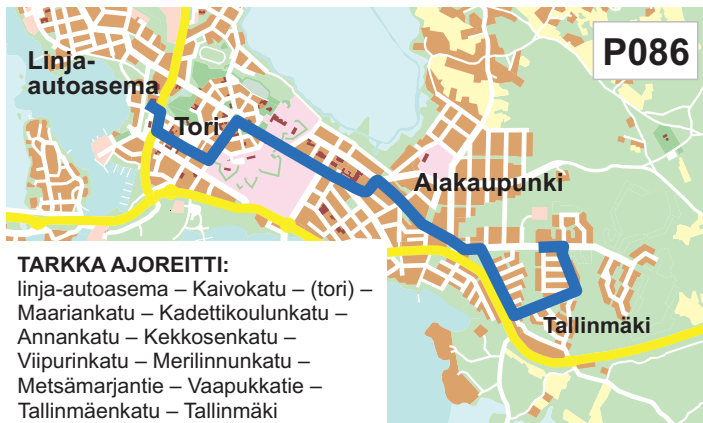 Linja-
autoasema
Tori
P086
Alakaupunki
Tallinmäki
TARKKA AJOREITTI:
linja-autoasema – Kaivokatu – (tori) –
Maariankatu – Kadettikoulunkatu –
Annankatu – Kekkosenkatu –
Viipurinkatu – Merilinnunkatu –
Metsämarjantie – Vaapukkatie –
Tallinmäenkatu – Tallinmäki